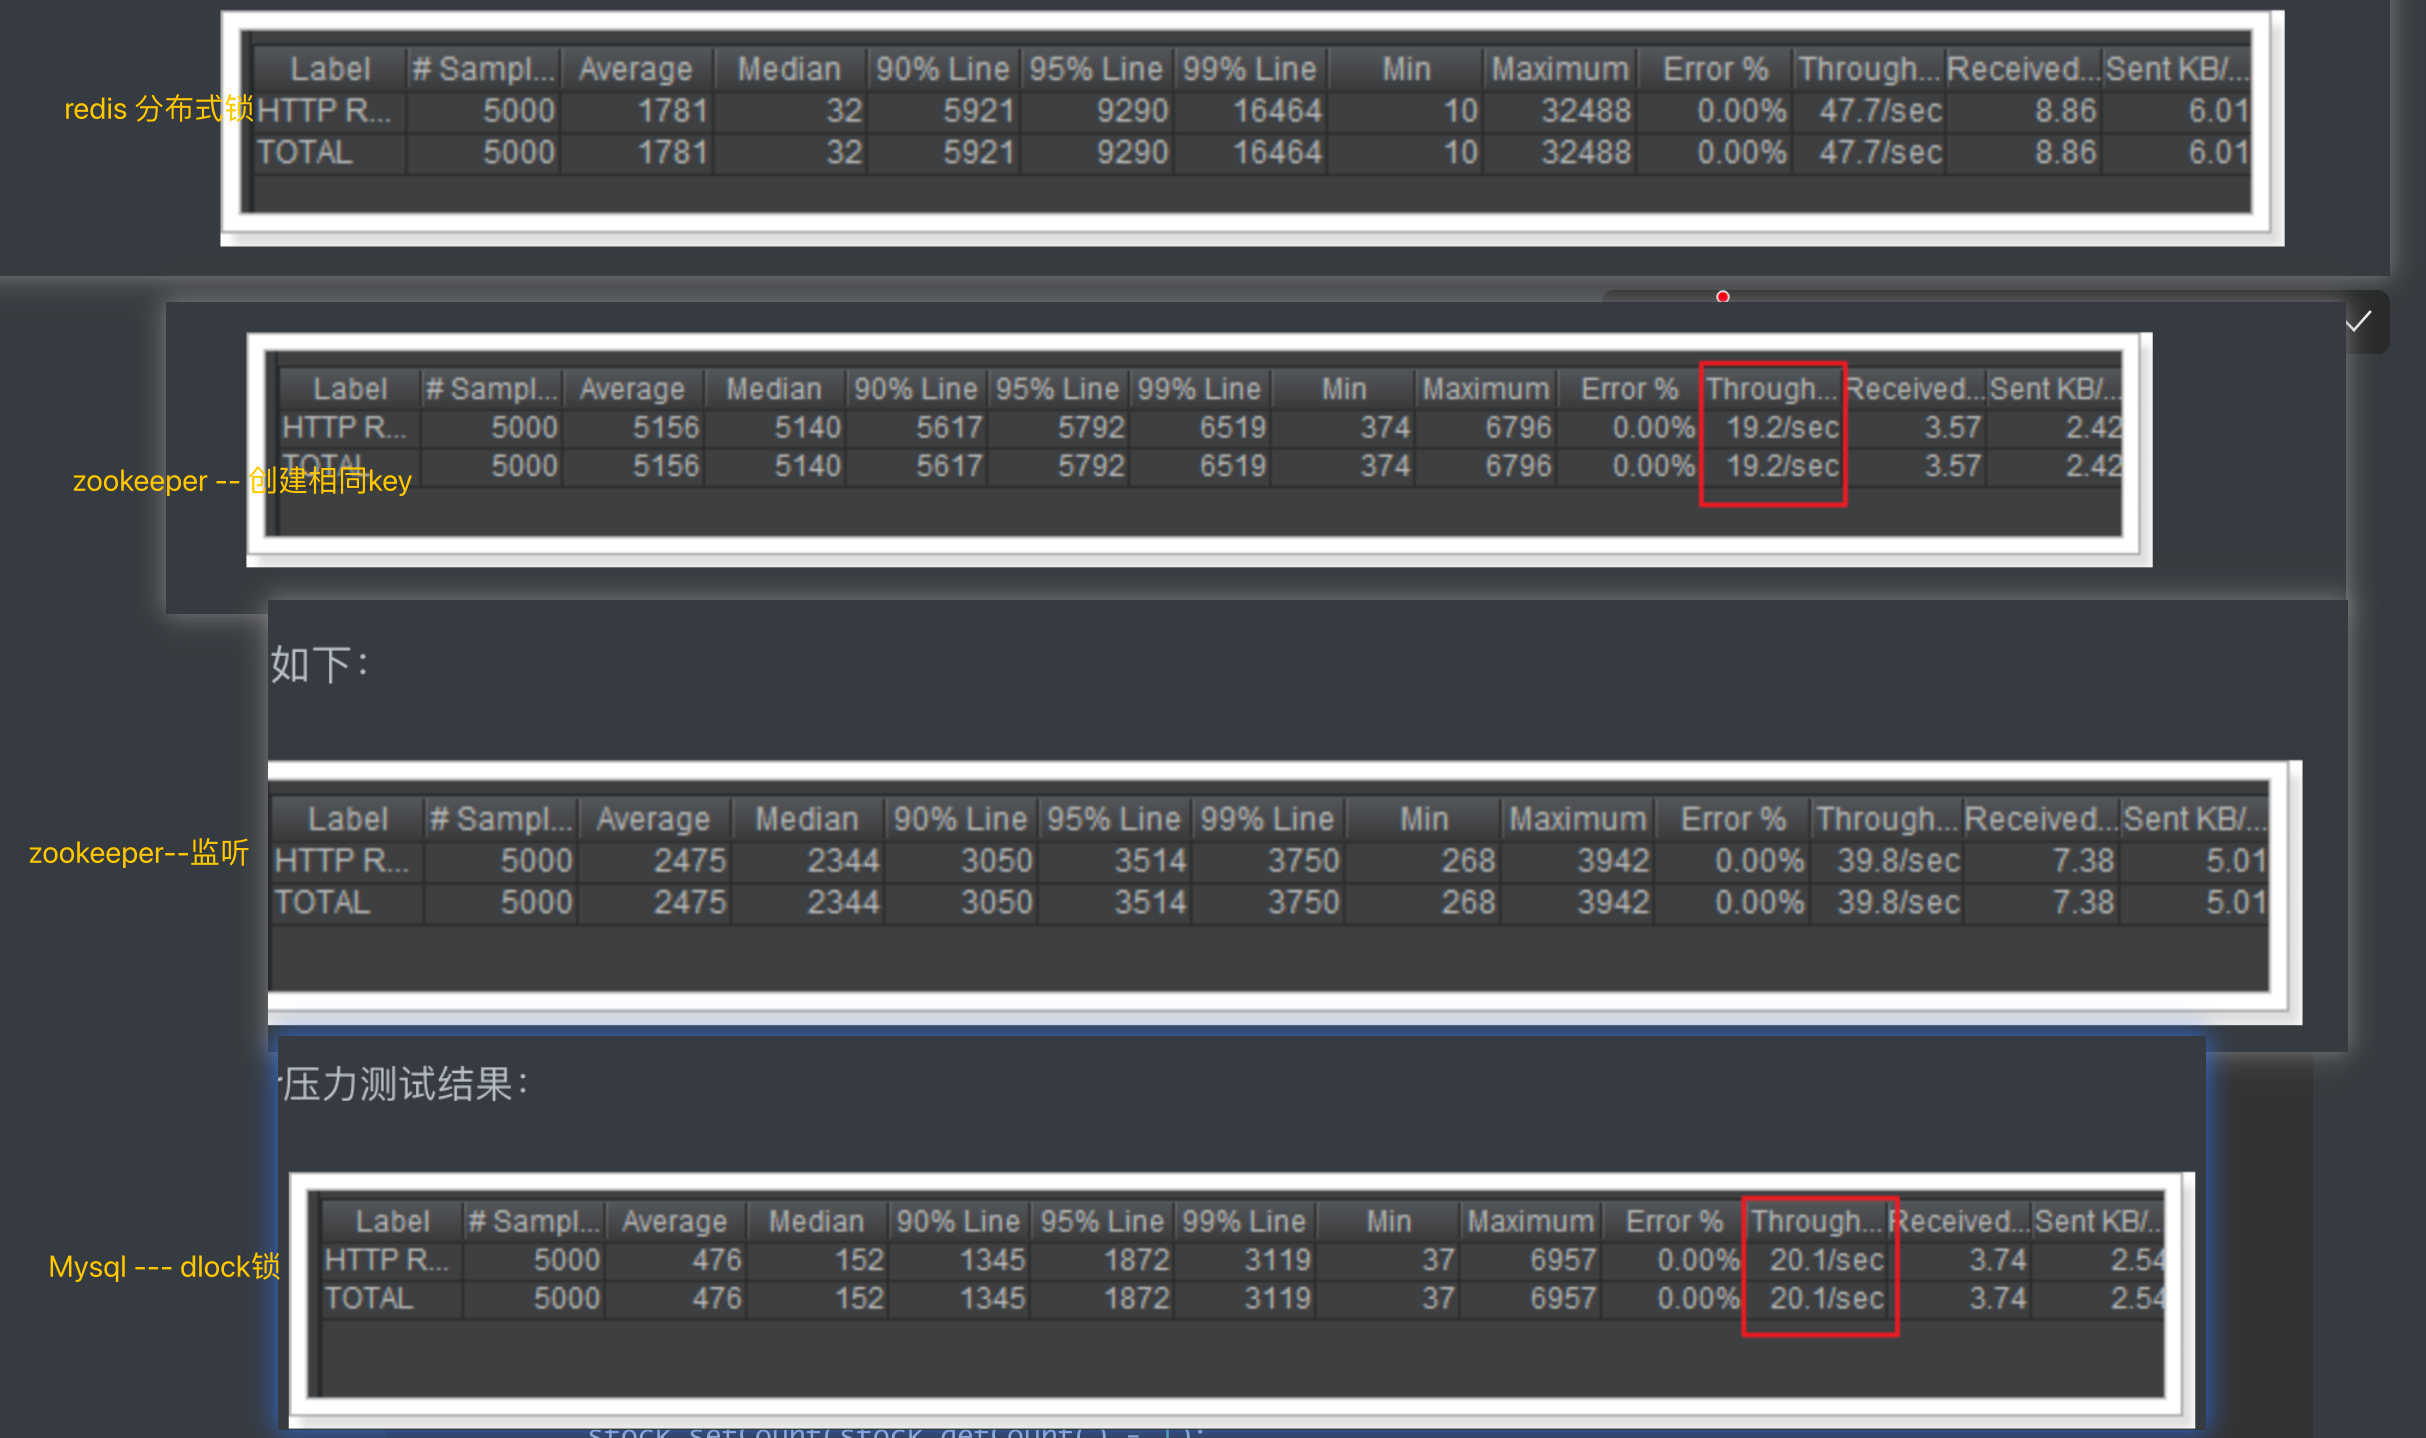 Label # Sampl... Average Median 90% Line 95% Line 99% Line Min Maximum Error % Through... Received... Sent KB/...
redis 分布式锁 HTTP R... 5000 1781 32 5921 9290 16464 10 32488 0.00% 47.7/sec 8.86 6.01
TOTAL 5000 1781 32 5921 9290 16464 10 32488 0.00% 47.7/sec 8.86 6.01
Label # Sampl... Average Median 90% Line 95% Line 99% Line Min Maximum Error % Through... Received... Sent KB/...
HTTP R... 5000 5156 5140 5617 5792 6519 374 6796 0.00% 19.2/sec 3.57 2.42
TOTAL 5000 5156 5140 5617 5792 6519 374 6796 0.00% 19.2/sec 3.57 2.42
zookeeper -- 创建相同key
如下：
Label # Sampl... Average Median 90% Line 95% Line 99% Line Min Maximum Error % Through... Received... Sent KB/...
zookeeper--监听 HTTP R... 5000 2475 2344 3050 3514 3750 268 3942 0.00% 39.8/sec 7.38 5.01
TOTAL 5000 2475 2344 3050 3514 3750 268 3942 0.00% 39.8/sec 7.38 5.01
压力测试结果：
Label # Sampl... Average Median 90% Line 95% Line 99% Line Min Maximum Error % Through... Received... Sent KB/...
Mysql --- dlock锁 HTTP R... 5000 476 152 1345 1872 3119 37 6957 0.00% 20.1/sec 3.74 2.54
TOTAL 5000 476 152 1345 1872 3119 37 6957 0.00% 20.1/sec 3.74 2.54
stock.setCount(stock.getCount() - 1);